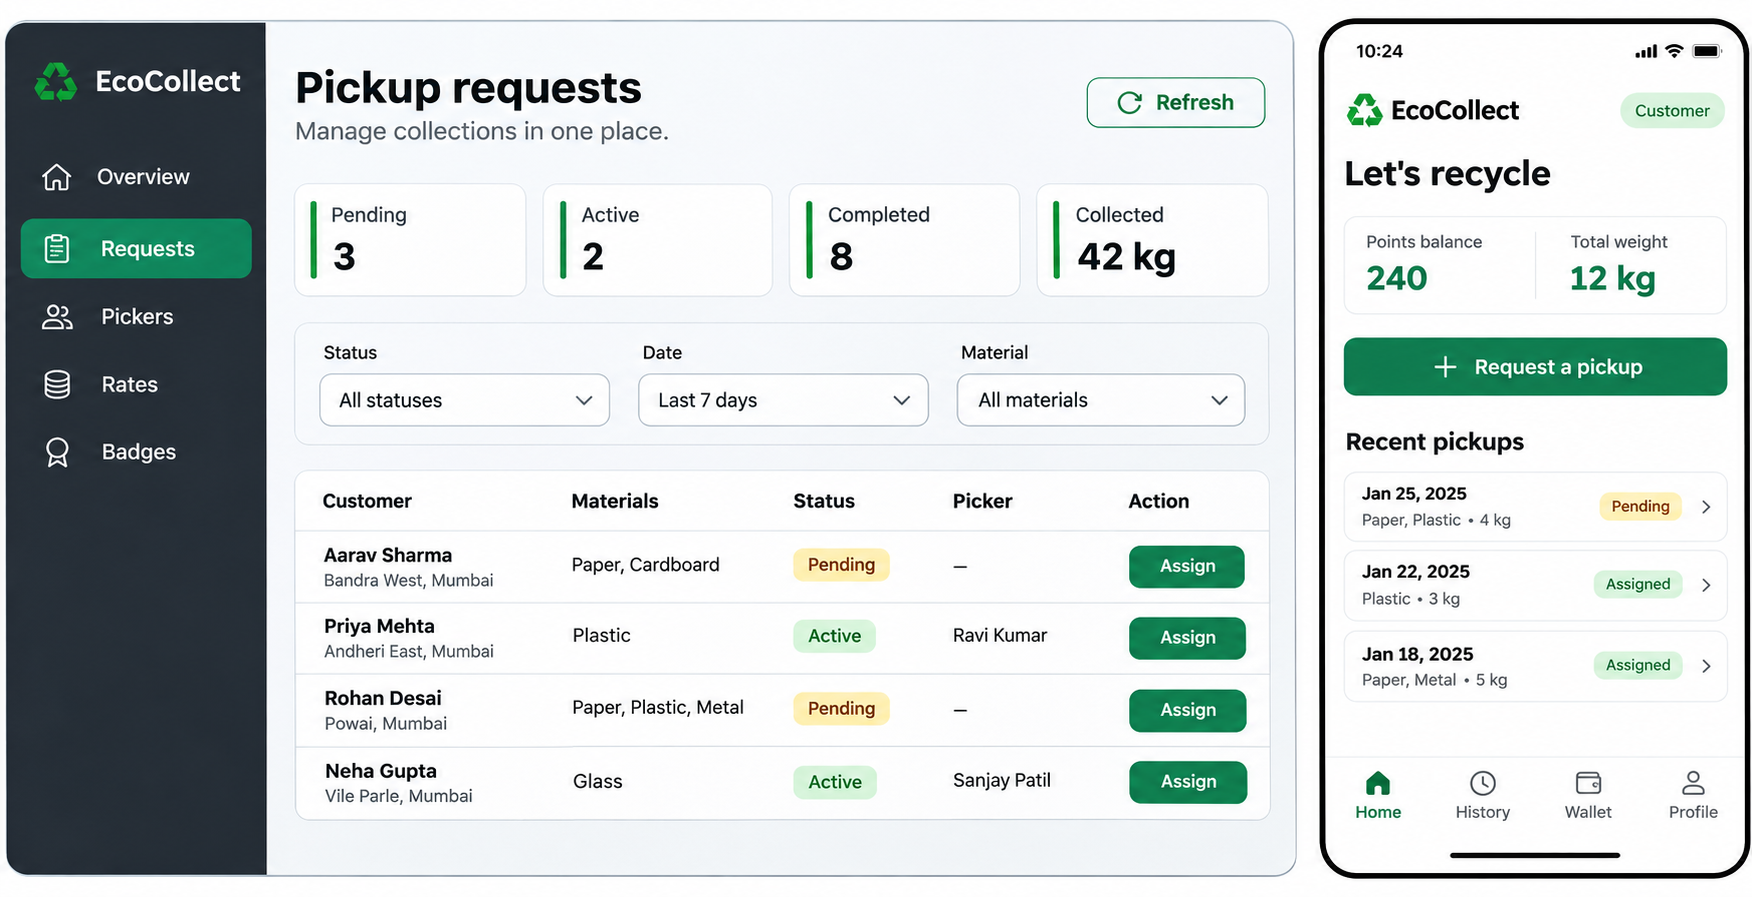 EcoCollect
Overview
Requests
Pickers
Rates
Badges
Pickup requests
Manage collections in one place.
Refresh
Pending
3
Active
2
Completed
8
Collected
42 kg
Status
All statuses
Date
Last 7 days
Material
All materials
Customer Materials Status Picker Action
Aarav Sharma
Bandra West, Mumbai
Paper, Cardboard
Pending
–
Assign
Priya Mehta
Andheri East, Mumbai
Plastic
Active
Ravi Kumar
Assign
Rohan Desai
Powai, Mumbai
Paper, Plastic, Metal
Pending
–
Assign
Neha Gupta
Vile Parle, Mumbai
Glass
Active
Sanjay Patil
Assign
10:24
EcoCollect
Customer
Let's recycle
Points balance
240
Total weight
12 kg
Request a pickup
Recent pickups
Jan 25, 2025
Paper, Plastic • 4 kg
Pending
Jan 22, 2025
Plastic • 3 kg
Assigned
Jan 18, 2025
Paper, Metal • 5 kg
Assigned
Home
History
Wallet
Profile